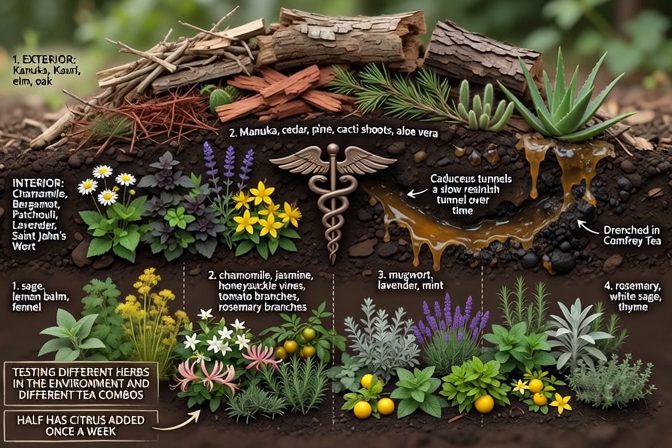 1. EXTERIOR:
Kanuka, Kauri,
elm, oak
2. Manuka, cedar, pine, cacti shoots, aloe vera
INTERIOR:
Chamomile,
Bergamot,
Patchouli,
Lavender,
Saint John's
Wort
Caduceus tunnels
a slow realnish
tunnel over
time
Drenched in
Camfrey Tea
1. sage,
lemon balm,
fennel
2. chamomile, jasmine,
honeysuckle vines,
tomato branches,
rosemary branches
3. mugwort,
lavender, mint
4. rosemary,
white sage,
thyme
TESTING DIFFERENT HERBS
IN THE ENVIRONMENT AND
DIFFERENT TEA COMBOS
HALF HAS CITRUS ADDED
ONCE A WEEK